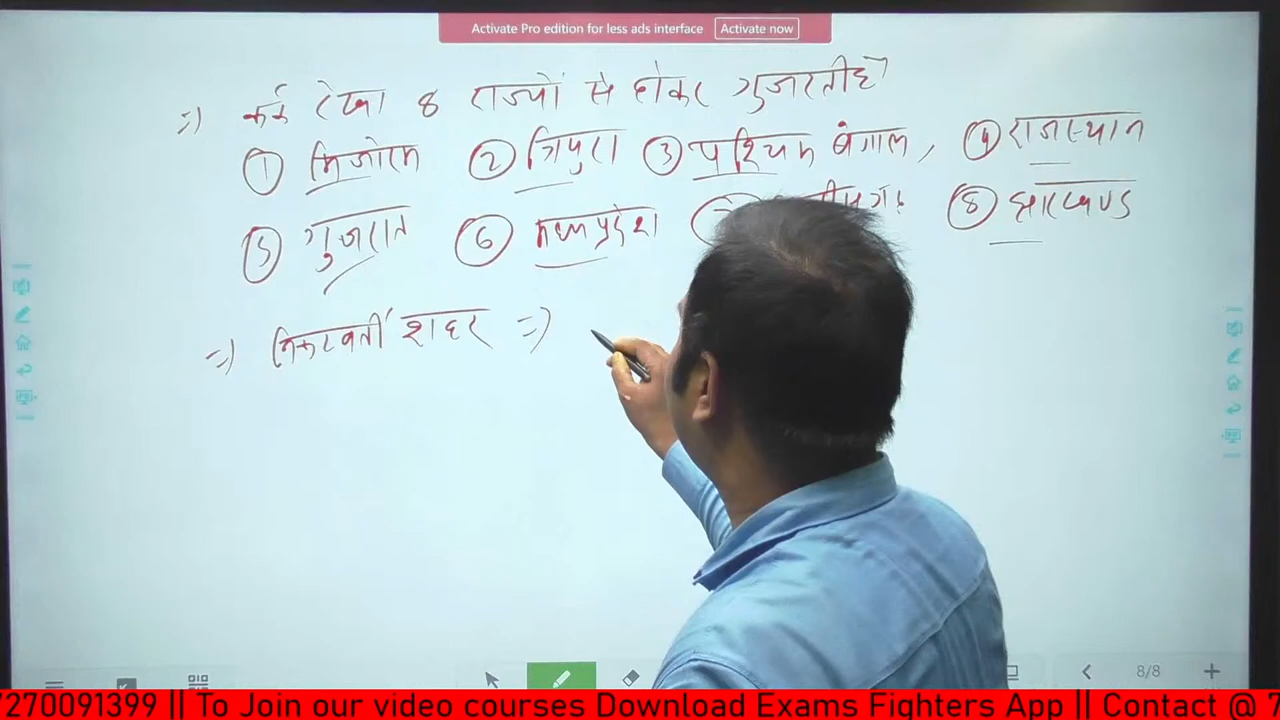 Activate Pro edition for less ads interface Activate now
=) कर्क रेखा 8 राज्यों से होकर गुजरती है
① मिजोरम ② त्रिपुरा ③ पश्चिम बंगाल, ④ राजस्थान
⑤ गुजरात ⑥ मध्यप्रदेश ⑧ झारखण्ड
=) निकटवर्ती शहर =)
8/8
7270091399 || To Join our video courses Download Exams Fighters App || Contact @ 7